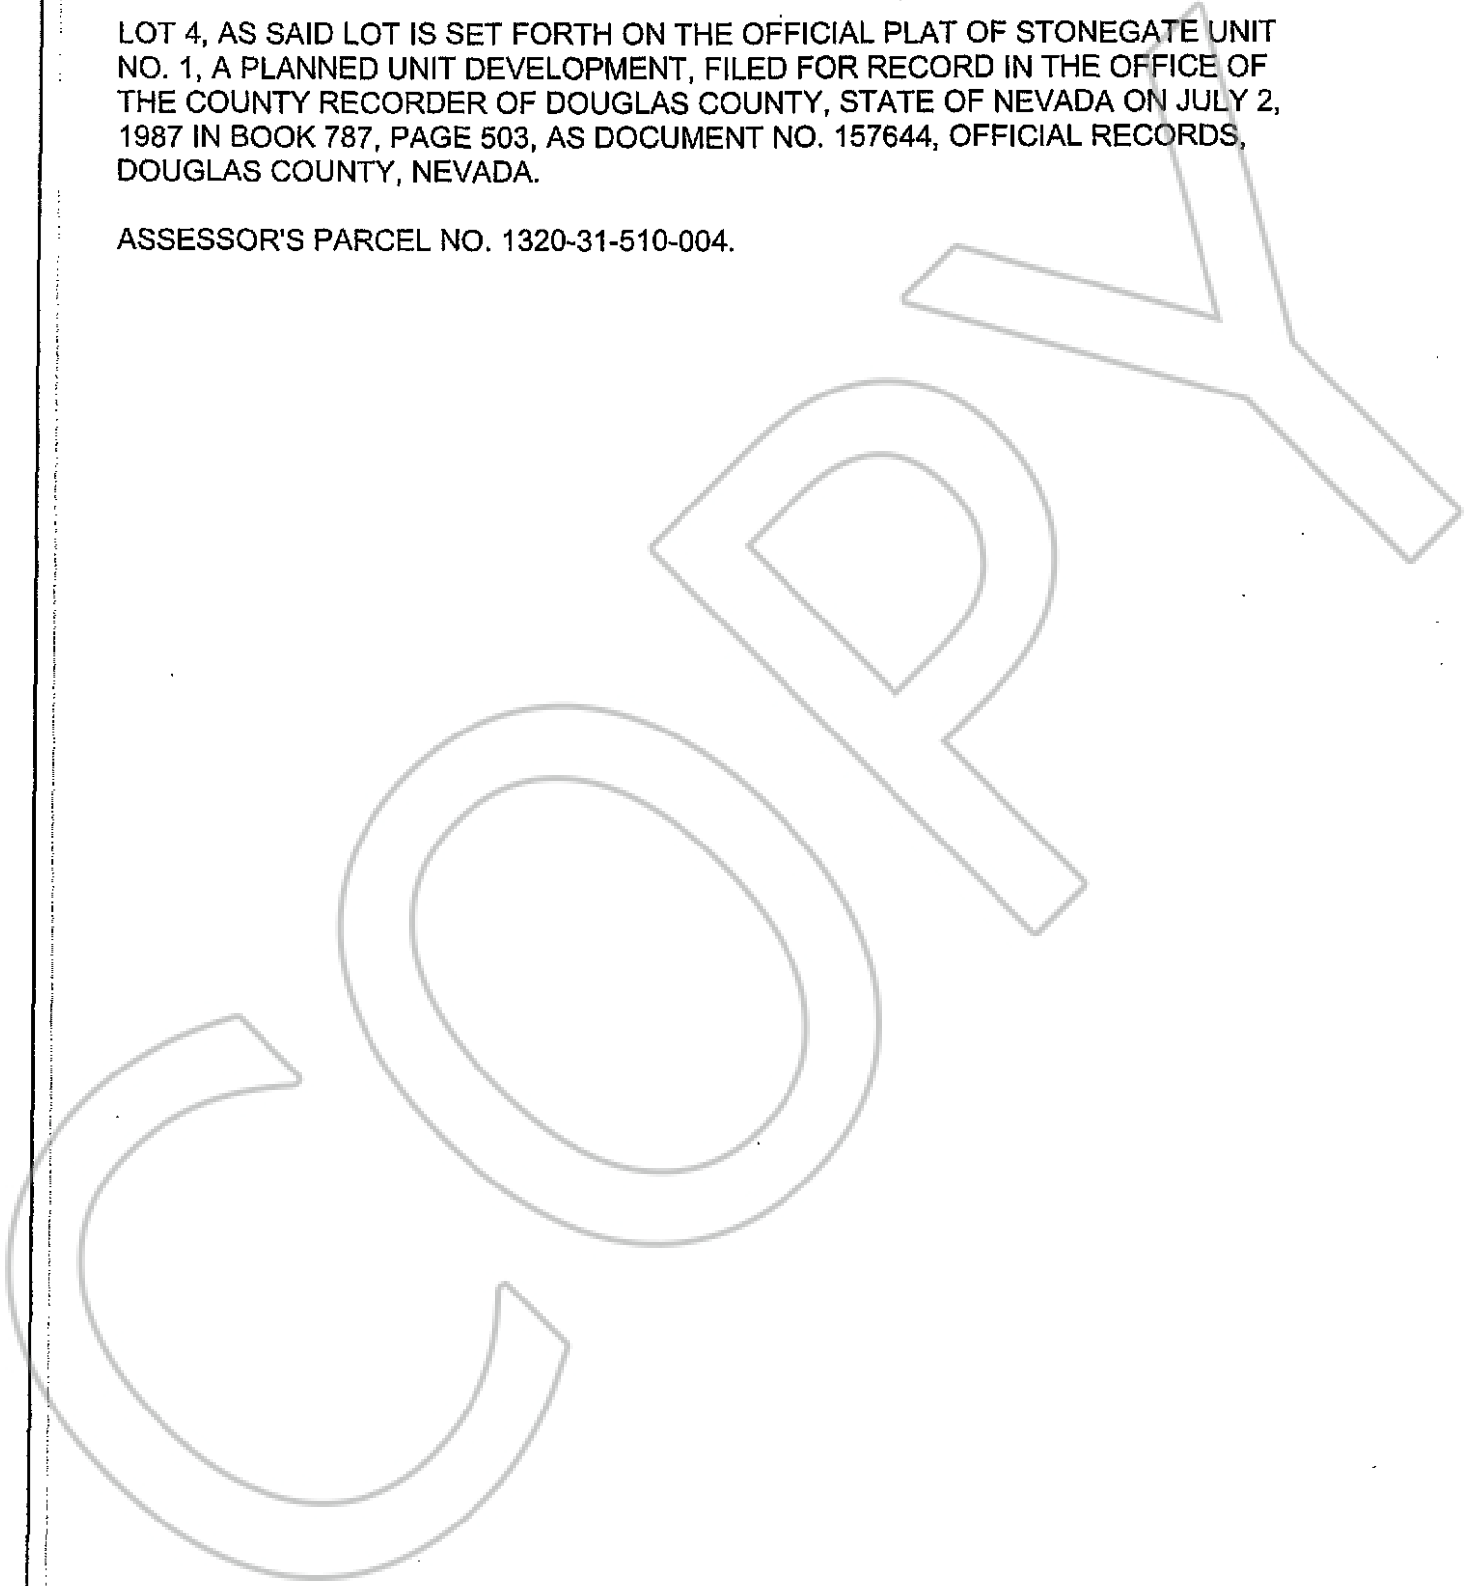 LOT 4, AS SAID LOT IS SET FORTH ON THE OFFICIAL PLAT OF STONEGATE UNIT
NO. 1, A PLANNED UNIT DEVELOPMENT, FILED FOR RECORD IN THE OFFICE OF
THE COUNTY RECORDER OF DOUGLAS COUNTY, STATE OF NEVADA ON JULY 2,
1987 IN BOOK 787, PAGE 503, AS DOCUMENT NO. 157644, OFFICIAL RECORDS,
DOUGLAS COUNTY, NEVADA.
ASSESSOR'S PARCEL NO. 1320-31-510-004.
COPY